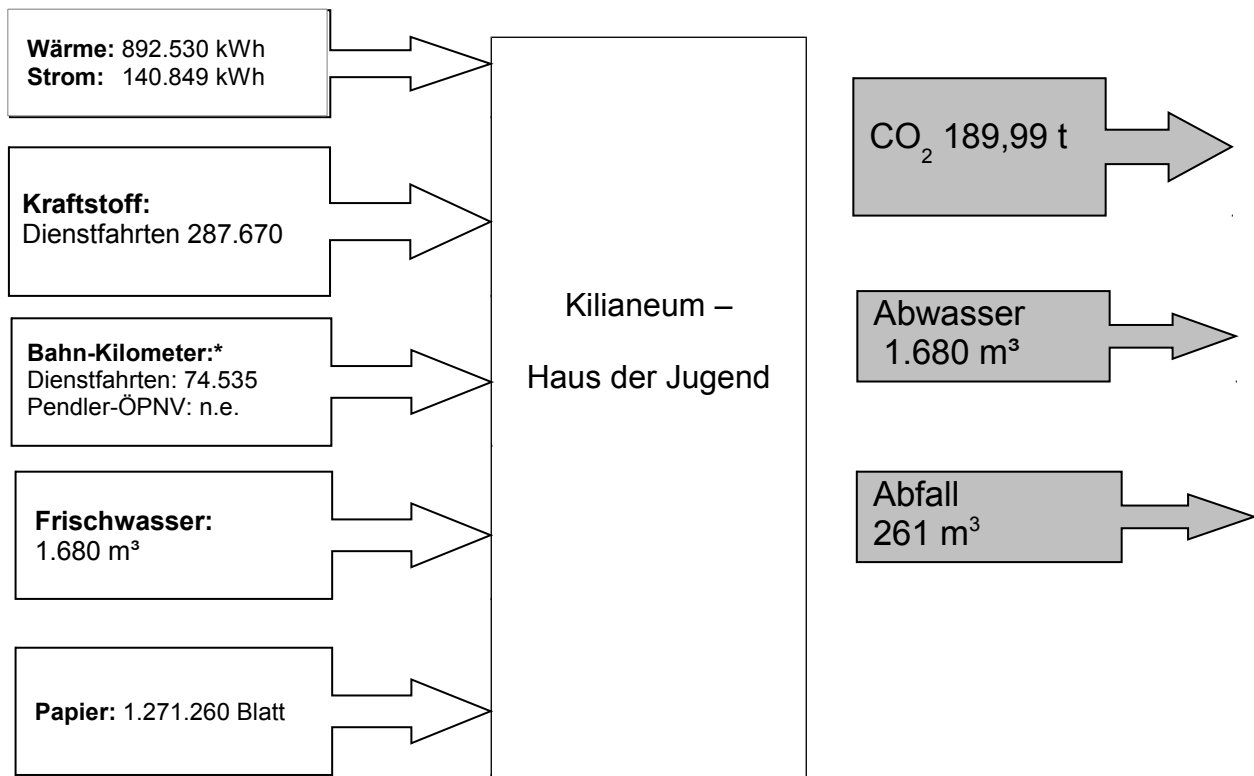 Wärme: 892.530 kWh
Strom: 140.849 kWh
Kraftstoff:
Dienstfahrten 287.670
Bahn-Kilometer:*
Dienstfahrten: 74.535
Pendler-ÖPNV: n.e.
Frischwasser:
1.680 m³
Papier: 1.271.260 Blatt
Kilianeum –
Haus der Jugend
CO₂ 189,99 t
Abwasser
1.680 m³
Abfall
261 m³